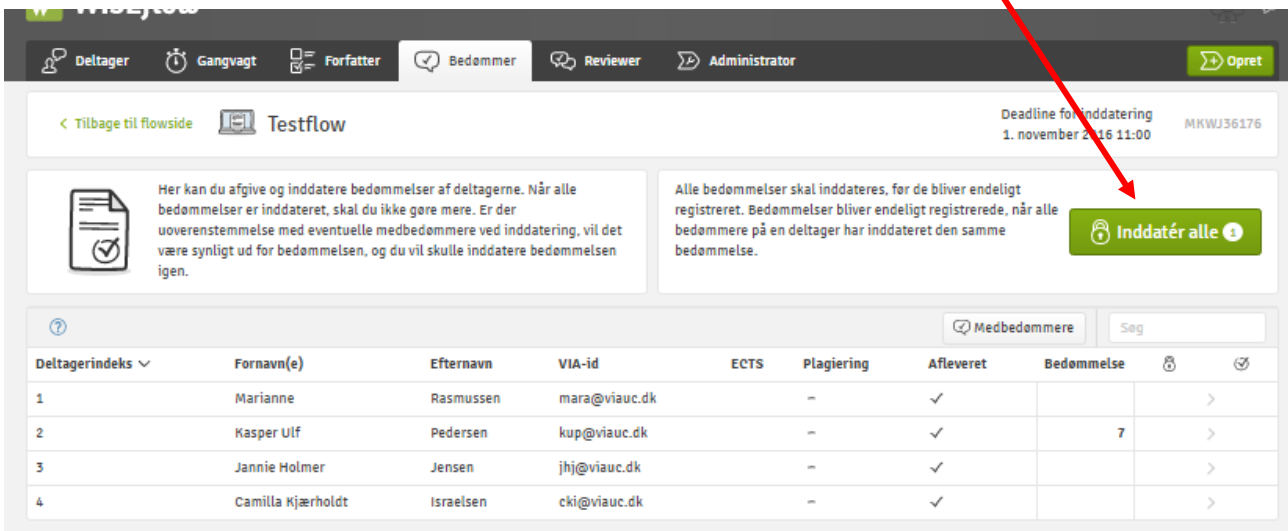 WISEflow
Deltager Gangvagt Forfatter Bedømmer Reviewer Administrator Opret
Tilbage til flowside Testflow
Deadline for inddatering
1. november 2016 11:00
MKWJ36176
Her kan du afgive og inddatere bedømmelser af deltagerne. Når alle
bedømmelser er inddateret, skal du ikke gøre mere. Er der
uoverenstemmelse med eventuelle medbedømmere ved inddatering, vil det
være synligt ud for bedømmelsen, og du vil skulle inddatere bedømmelsen
igen.
Alle bedømmelser skal inddateres, før de bliver endeligt
registreret. Bedømmelser bliver endeligt registrerede, når alle
bedømmere på en deltager har inddateret den samme
bedømmelse.
Inddatér alle 1
? Medbedømmere Søg
Deltagerindeks Fornavn(e) Efternavn VIA-id ECTS Plagiering Afleveret Bedømmelse
1 Marianne Rasmussen mara@viauc.dk –
2 Kasper Ulf Pedersen kup@viauc.dk – 7
3 Jannie Holmer Jensen jhj@viauc.dk –
4 Camilla Kjærholdt Israelsen cki@viauc.dk –